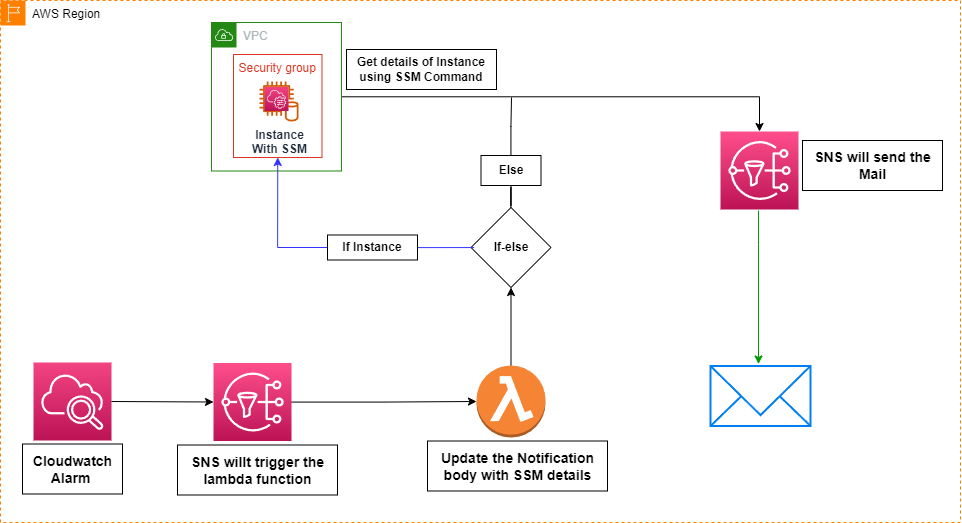 AWS Region
VPC
Security group
Instance
With SSM
Get details of Instance
using SSM Command
Else
SNS will send the
Mail
If Instance
If-else
Cloudwatch
Alarm
SNS willt trigger the
lambda function
Update the Notification
body with SSM details